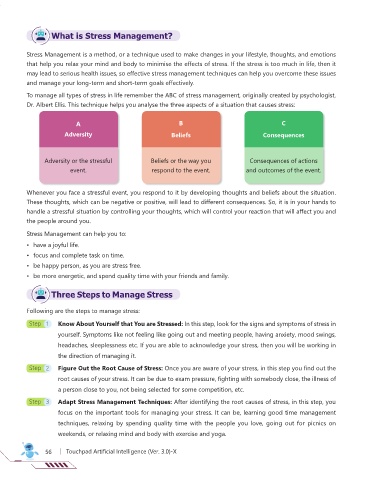 What is Stress Management?
Stress Management is a method, or a technique used to make changes in your lifestyle, thoughts, and emotions
that help you relax your mind and body to minimise the effects of stress. If the stress is too much in life, then it
may lead to serious health issues, so effective stress management techniques can help you overcome these issues
and manage your long-term and short-term goals effectively.
To manage all types of stress in life remember the ABC of stress management; originally created by psychologist,
Dr. Albert Ellis. This technique helps you analyse the three aspects of a situation that causes stress:
A
Adversity
Adversity or the stressful
event.
B
Beliefs
Beliefs or the way you
respond to the event.
C
Consequences
Consequences of actions
and outcomes of the event.
Whenever you face a stressful event, you respond to it by developing thoughts and beliefs about the situation.
These thoughts, which can be negative or positive, will lead to different consequences. So, it is in your hands to
handle a stressful situation by controlling your thoughts, which will control your reaction that will affect you and
the people around you.
Stress Management can help you to:
• have a joyful life.
• focus and complete task on time.
• be happy person, as you are stress free.
• be more energetic, and spend quality time with your friends and family.
Three Steps to Manage Stress
Following are the steps to manage stress:
Step 1 Know About Yourself that You are Stressed: In this step, look for the signs and symptoms of stress in
yourself. Symptoms like not feeling like going out and meeting people, having anxiety, mood swings,
headaches, sleeplessness etc. If you are able to acknowledge your stress, then you will be working in
the direction of managing it.
Step 2 Figure Out the Root Cause of Stress: Once you are aware of your stress, in this step you find out the
root causes of your stress. It can be due to exam pressure, fighting with somebody close, the illness of
a person close to you, not being selected for some competition, etc.
Step 3 Adapt Stress Management Techniques: After identifying the root causes of stress, in this step, you
focus on the important tools for managing your stress. It can be, learning good time management
techniques, relaxing by spending quality time with the people you love, going out for picnics on
weekends, or relaxing mind and body with exercise and yoga.
56 | Touchpad Artificial Intelligence (Ver. 3.0)-X